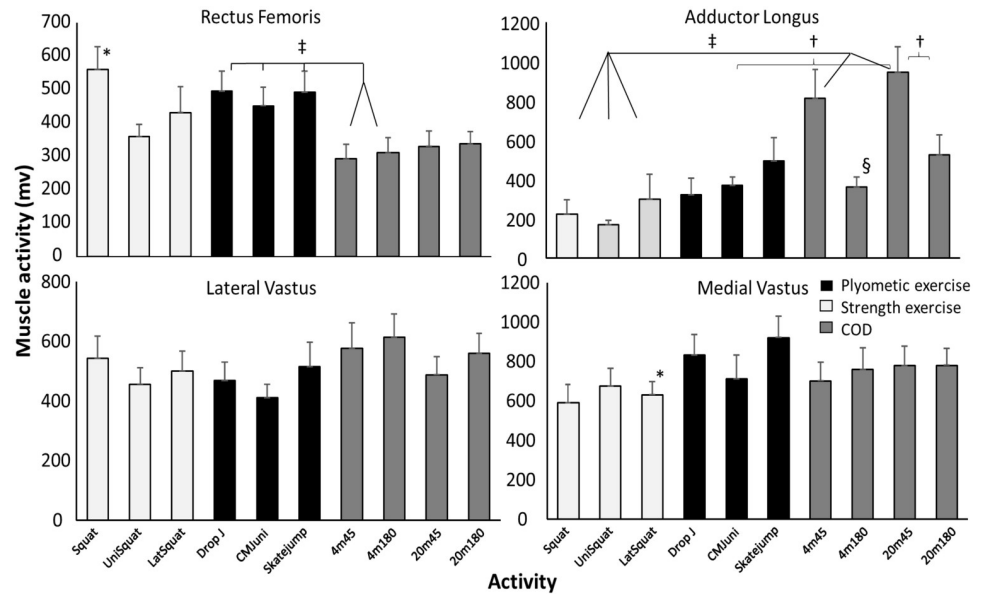 Muscle activity (mv)
Rectus Femoris
700
600
500
400
300
200
100
0
*
‡
Adductor Longus
1200
1000
800
600
400
200
0
‡
†
†
§
Lateral Vastus
800
600
400
200
0
Squat
UniSquat
LatSquat
Drop J
CMJuni
Skatejump
4m45
4m180
20m45
20m180
Medial Vastus
1200
1000
800
600
400
200
0
*
Plyometic exercise
Strength exercise
COD
Squat
UniSquat
LatSquat
Drop J
CMJuni
Skatejump
4m45
4m180
20m45
20m180
Activity